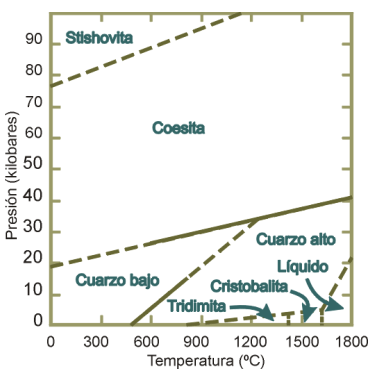 Stishovita
Coesita
Cuarzo alto
Líquido
Cuarzo bajo
Cristobalita
Tridimita
Presión (kilobares)
90
80
70
60
50
40
30
20
10
0
0 300 600 900 1200 1500 1800
Temperatura (ºC)